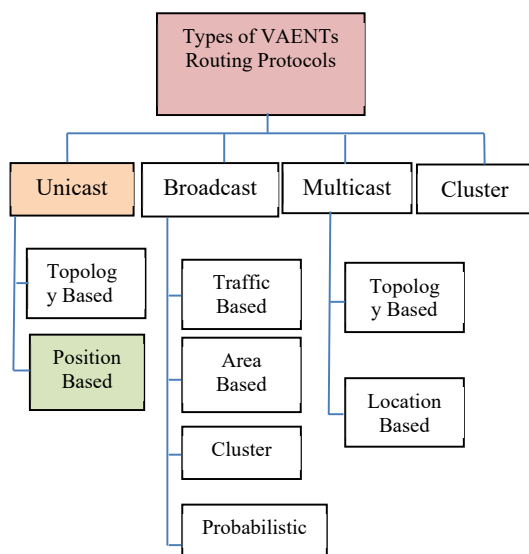 Types of VAENTs
Routing Protocols
Unicast
Broadcast
Multicast
Cluster
Topolog
y Based
Position
Based
Traffic
Based
Area
Based
Cluster
Probabilistic
Topolog
y Based
Location
Based